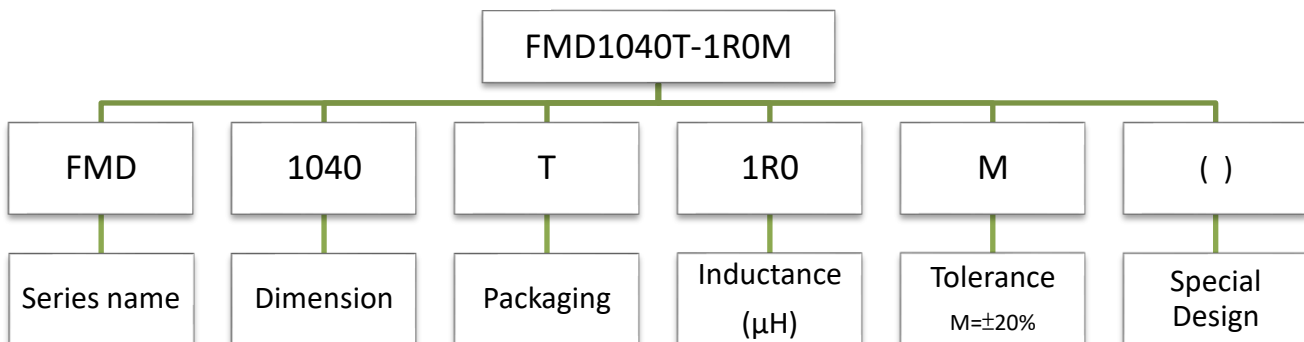 FMD1040T-1R0M
FMD
1040
T
1R0
M
( )
Series name
Dimension
Packaging
Inductance
(µH)
Tolerance
M=±20%
Special
Design